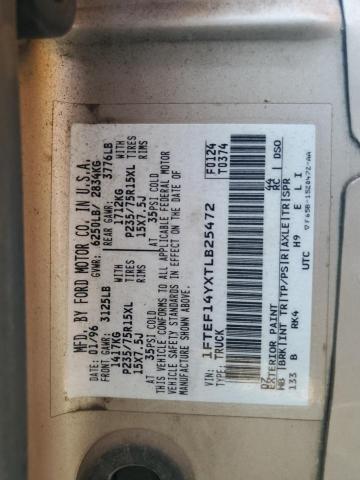 MFD. BY FORD MOTOR CO. IN U.S.A.
DATE: 01/96 GVWR: 6250LB/ 2834KG
FRONT GAWR: 3125LB REAR GAWR: 3776LB
1417KG WITH 1712KG WITH
P235/75R15XL TIRES P235/75R15XL TIRES
15X7.5J RIMS 15X7.5J RIMS
AT 35PSI COLD AT 35PSI COLD
THIS VEHICLE CONFORMS TO ALL APPLICABLE FEDERAL MOTOR
VEHICLE SAFETY STANDARDS IN EFFECT ON THE DATE OF
MANUFACTURE SHOWN ABOVE.
1FTEF14YXTLB25472 F0124
TRUCK T0374
EXTERIOR PAINT RC DSO
WB BRK INT TR TP/PS R AXLE TR SPR
133 B RK4 H9 E L I
UTC